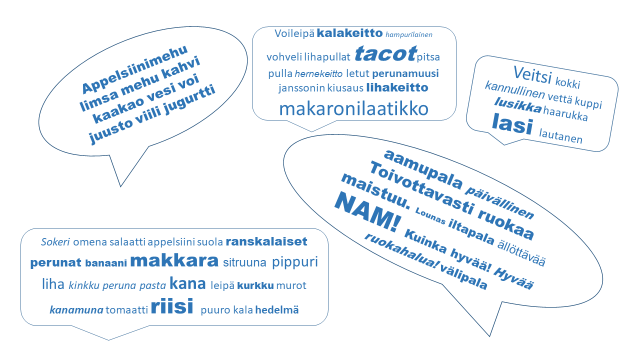 Appelsiinimehu
limsa mehu kahvi
kaakao vesi voi
juusto viili jugurtti
Voileipä kalakeitto hampurilainen
vohveli lihapullat tacot pitsa
pulla hernekeitto letut perunamuusi
janssonin kiusaus lihakeitto
makaronilaatikko
Veitsi kokki
kannullinen vettä kuppi
lusikka haarukka
lasi lautanen
aamupala päivällinen
Toivottavasti ruokaa
maistuu. Lounas iltapala ällöttävää
NAM! Kuinka hyvää! Hyvää
ruokahalua! välipala
Sokeri omena salaatti appelsiini suola ranskalaiset
perunat banaani makkara sitruuna pippuri
liha kinkku peruna pasta kana leipä kurkku murot
kanamuna tomaatti riisi puuro kala hedelmä